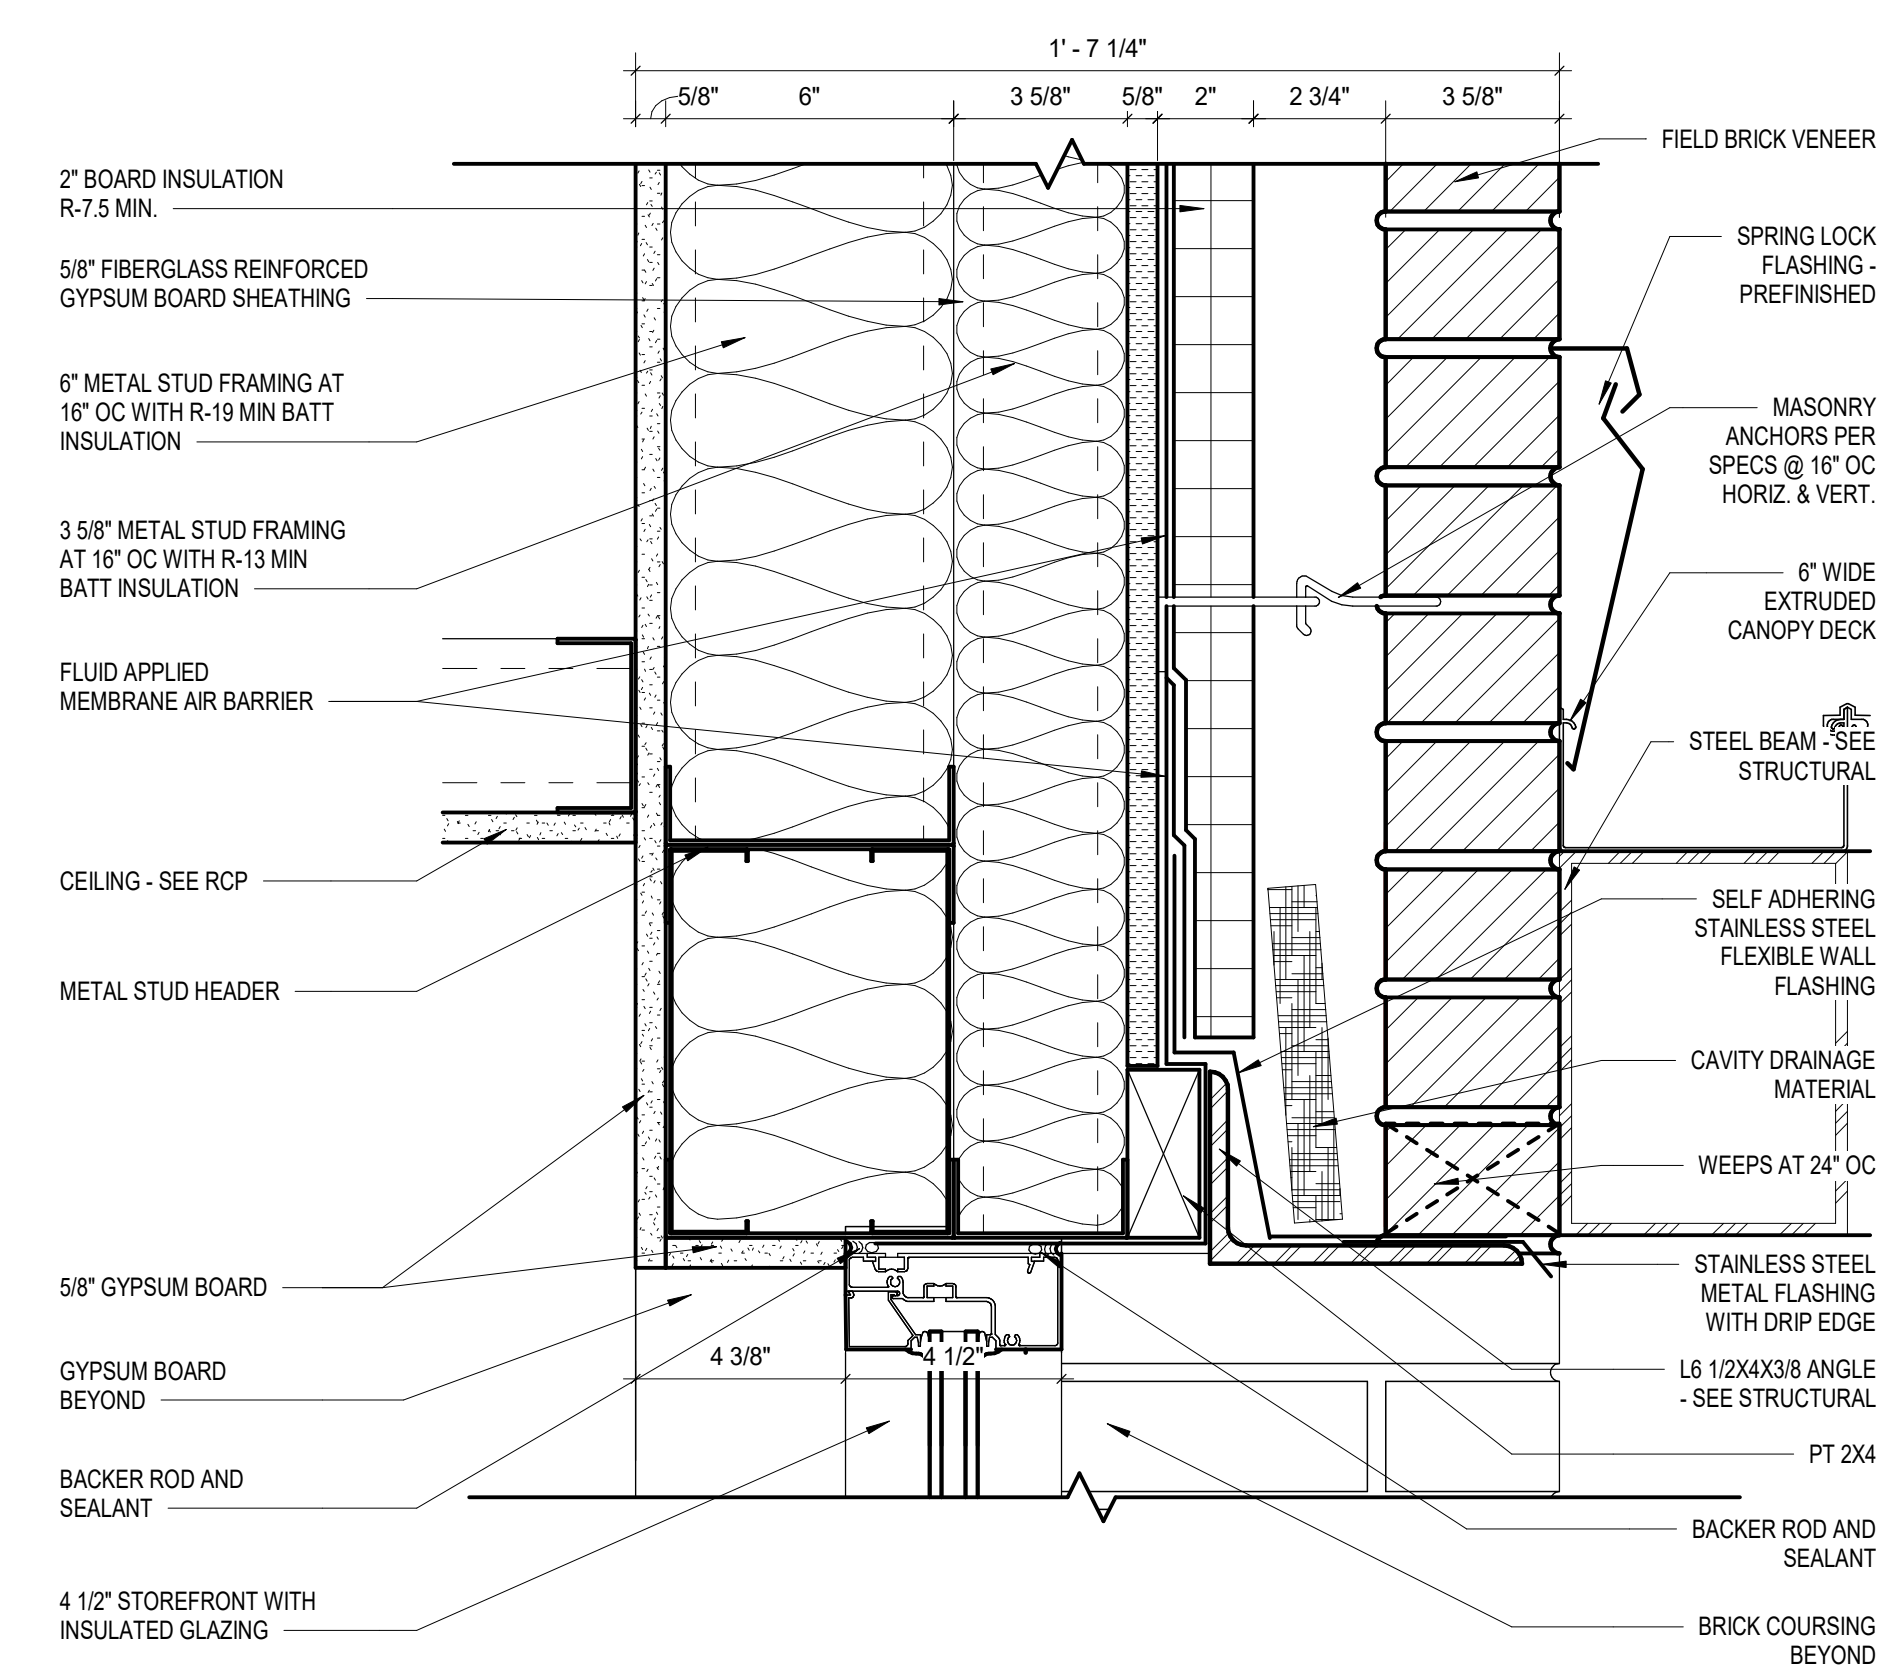 1' - 7 1/4"
5/8"
6"
3 5/8"
5/8"
2"
2 3/4"
3 5/8"
2" BOARD INSULATION
R-7.5 MIN.
5/8" FIBERGLASS REINFORCED
GYPSUM BOARD SHEATHING
6" METAL STUD FRAMING AT
16" OC WITH R-19 MIN BATT
INSULATION
3 5/8" METAL STUD FRAMING
AT 16" OC WITH R-13 MIN
BATT INSULATION
FLUID APPLIED
MEMBRANE AIR BARRIER
CEILING - SEE RCP
METAL STUD HEADER
5/8" GYPSUM BOARD
GYPSUM BOARD
BEYOND
BACKER ROD AND
SEALANT
4 1/2" STOREFRONT WITH
INSULATED GLAZING
4 3/8"
4 1/2"
FIELD BRICK VENEER
SPRING LOCK
FLASHING -
PREFINISHED
MASONRY
ANCHORS PER
SPECS @ 16" OC
HORIZ. & VERT.
6" WIDE
EXTRUDED
CANOPY DECK
STEEL BEAM - SEE
STRUCTURAL
SELF ADHERING
STAINLESS STEEL
FLEXIBLE WALL
FLASHING
CAVITY DRAINAGE
MATERIAL
WEEPS AT 24" OC
STAINLESS STEEL
METAL FLASHING
WITH DRIP EDGE
L6 1/2X4X3/8 ANGLE
- SEE STRUCTURAL
PT 2X4
BACKER ROD AND
SEALANT
BRICK COURSING
BEYOND